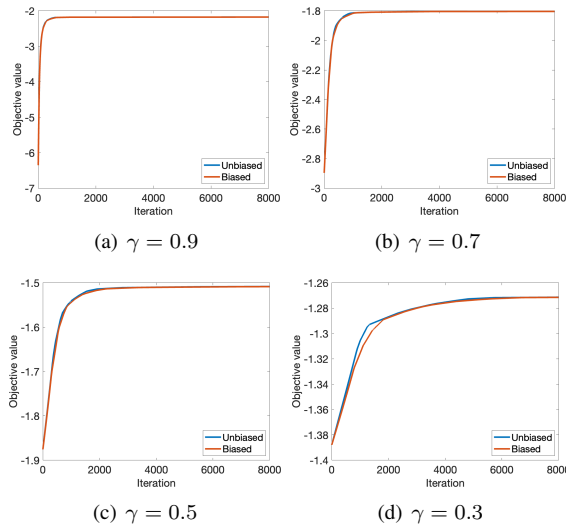 -2
-3
-4
-5
-6
-7
Objective value
0 2000 4000 6000 8000
Iteration
Unbiased
Biased
(a) γ = 0.9
-1.8
-2
-2.2
-2.4
-2.6
-2.8
-3
Objective value
0 2000 4000 6000 8000
Iteration
Unbiased
Biased
(b) γ = 0.7
-1.5
-1.6
-1.7
-1.8
-1.9
Objective value
0 2000 4000 6000 8000
Iteration
Unbiased
Biased
(c) γ = 0.5
-1.26
-1.28
-1.3
-1.32
-1.34
-1.36
-1.38
-1.4
Objective value
0 2000 4000 6000 8000
Iteration
Unbiased
Biased
(d) γ = 0.3